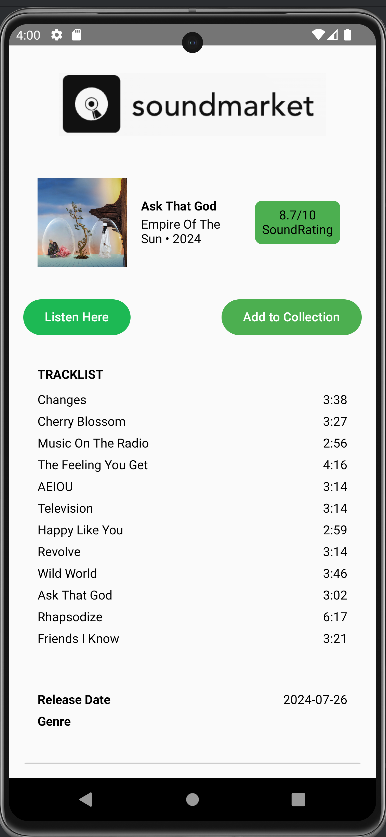 4:00
soundmarket
Ask That God
Empire Of The
Sun • 2024
8.7/10
SoundRating
Listen Here
Add to Collection
TRACKLIST
Changes 3:38
Cherry Blossom 3:27
Music On The Radio 2:56
The Feeling You Get 4:16
AEIOU 3:14
Television 3:14
Happy Like You 2:59
Revolve 3:14
Wild World 3:46
Ask That God 3:02
Rhapsodize 6:17
Friends I Know 3:21
Release Date 2024-07-26
Genre